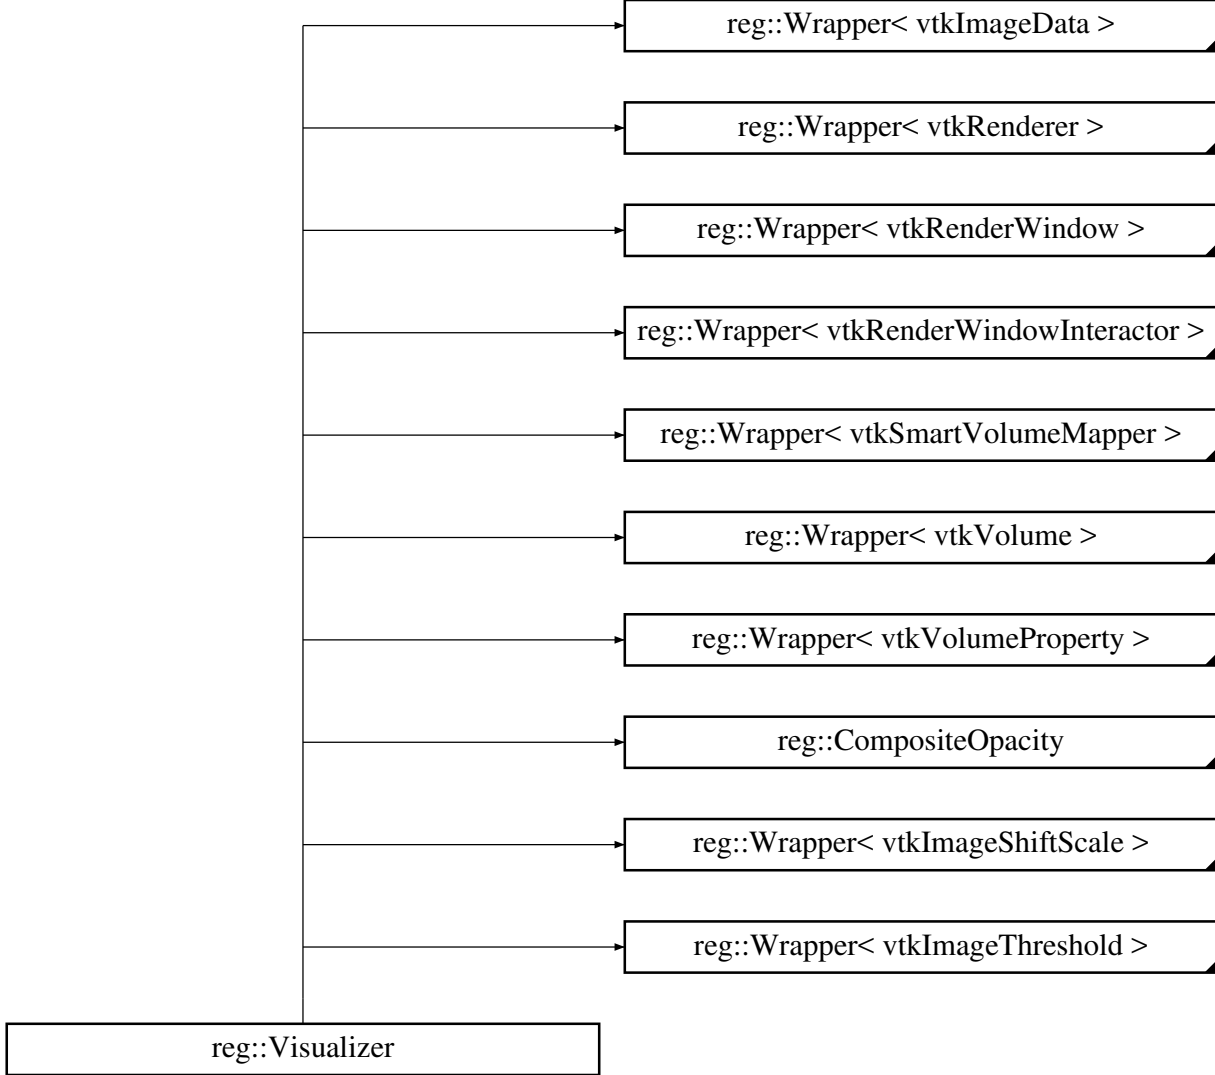 reg::Wrapper< vtkImageData >
reg::Wrapper< vtkRenderer >
reg::Wrapper< vtkRenderWindow >
reg::Wrapper< vtkRenderWindowInteractor >
reg::Wrapper< vtkSmartVolumeMapper >
reg::Wrapper< vtkVolume >
reg::Wrapper< vtkVolumeProperty >
reg::CompositeOpacity
reg::Wrapper< vtkImageShiftScale >
reg::Wrapper< vtkImageThreshold >
reg::Visualizer